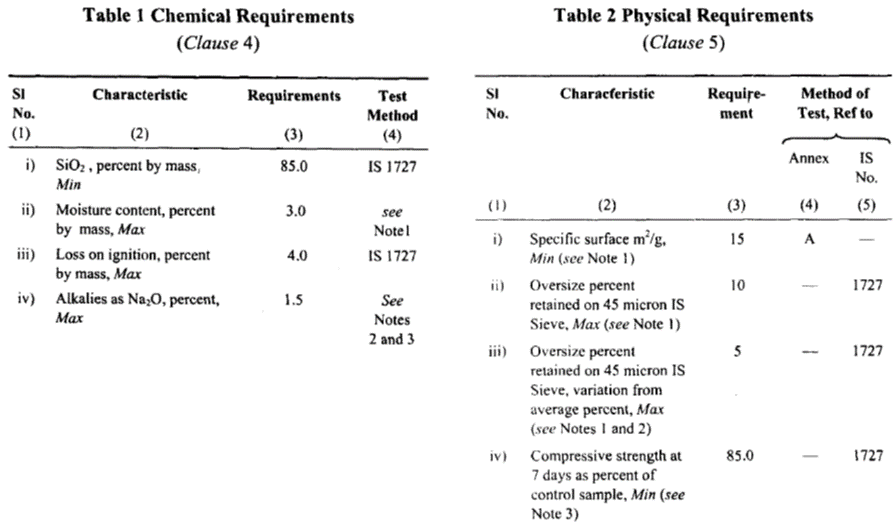 Table 1 Chemical Requirements
(Clause 4)
Sl No. Characteristic Requirements Test Method
(1) (2) (3) (4)
i) SiO₂ , percent by mass, 85.0 IS 1727
Min
ii) Moisture content, percent 3.0 see
by mass, Max Note1
iii) Loss on ignition, percent 4.0 IS 1727
by mass, Max
iv) Alkalies as Na₂O, percent, 1.5 See
Max Notes
2 and 3
Table 2 Physical Requirements
(Clause 5)
Sl No. Characferistic Require-ment Method of Test, Ref to
Annex IS No.
(1) (2) (3) (4) (5)
i) Specific surface m²/g, 15 A —
Min (see Note 1)
ii) Oversize percent 10 — 1727
retained on 45 micron IS
Sieve, Max (see Note 1)
iii) Oversize percent 5 — 1727
retained on 45 micron IS
Sieve, variation from
average percent, Max
(see Notes 1 and 2)
iv) Compressive strength at 85.0 — 1727
7 days as percent of
control sample, Min (see
Note 3)